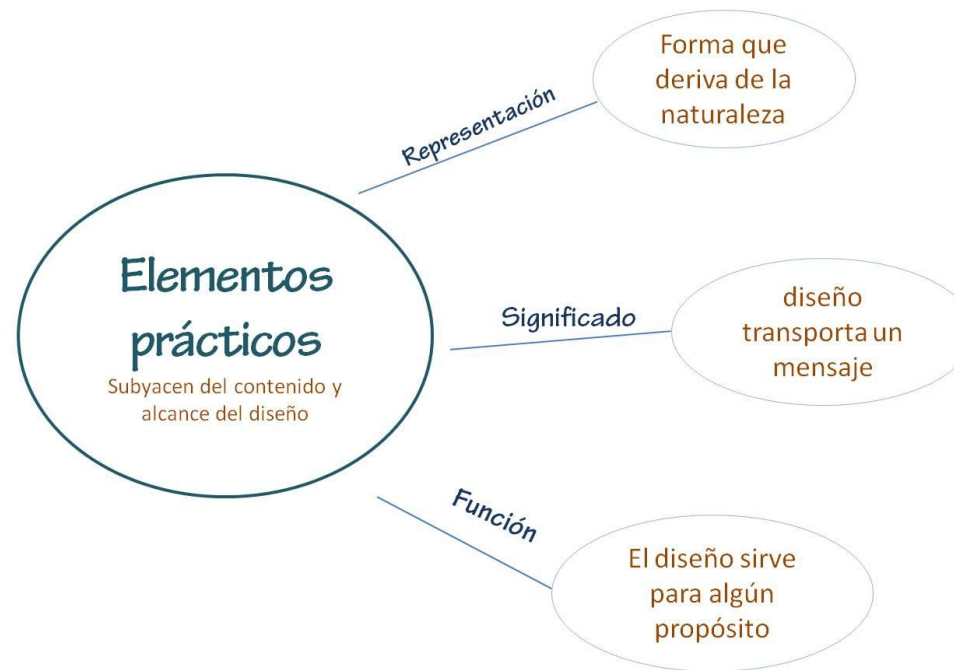 Elementos
prácticos
Subyacen del contenido y
alcance del diseño
Representación
Forma que
deriva de la
naturaleza
Significado
diseño
transporta un
mensaje
Función
El diseño sirve
para algún
propósito